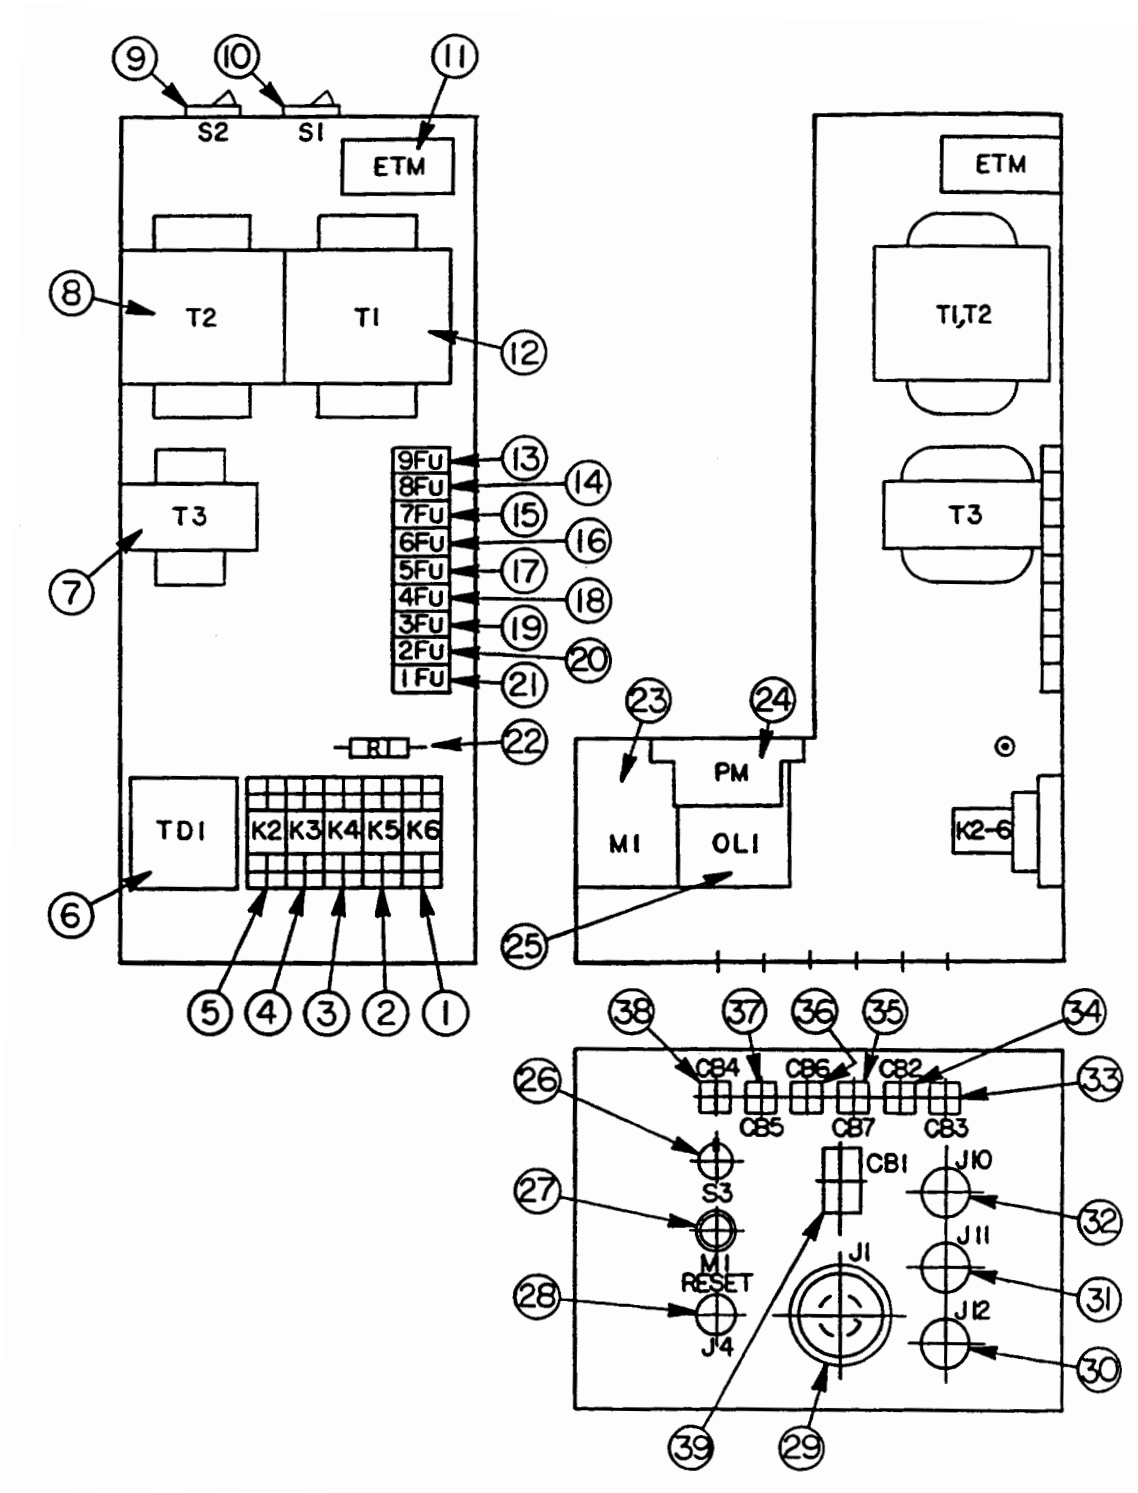 9
10
11
S2
S1
ETM
ETM
8
T2
T1
12
T1,T2
9FU
13
8FU
14
7FU
15
T3
T3
6FU
16
5FU
17
7
4FU
18
3FU
19
2FU
20
1FU
21
23
24
R1
22
PM
TD1
K2
K3
K4
K5
K6
M1
OL1
K2-6
6
25
5
4
3
2
1
38
37
36
35
34
CB4
CB6
CB2
33
26
CB5
CB7
CB3
CB1
J10
27
S3
32
J11
M1
RESET
J1
28
31
J12
J4
30
39
29